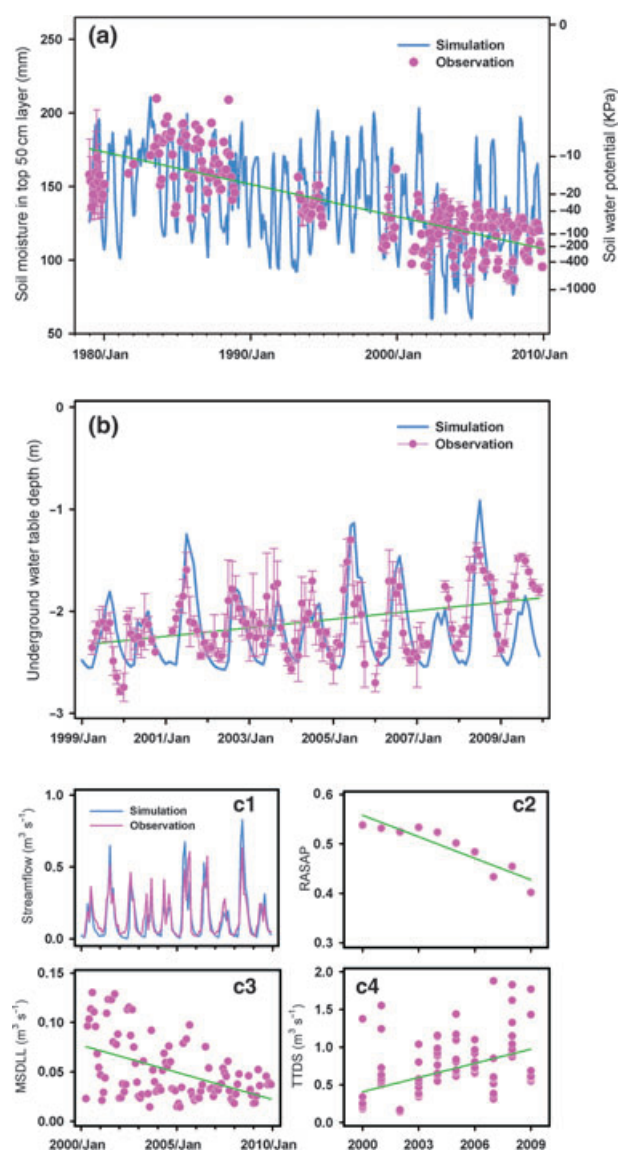 (a)
Simulation
Observation
Soil moisture in top 50 cm layer (mm)
250
200
150
100
50
Soil water potential (KPa)
0
−10
−20
−40
−100
−200
−400
−1000
1980/Jan
1990/Jan
2000/Jan
2010/Jan
(b)
Simulation
Observation
Underground water table depth (m)
0
−1
−2
−3
1999/Jan
2001/Jan
2003/Jan
2005/Jan
2007/Jan
2009/Jan
c1
Simulation
Observation
Streamflow (m³ s⁻¹)
1.0
0.5
0.0
c2
RASAP
0.6
0.5
0.4
0.3
c3
MSDLL (m³ s⁻¹)
0.15
0.10
0.05
0.00
2000/Jan
2005/Jan
2010/Jan
c4
TTDS (m³ s⁻¹)
2.0
1.5
1.0
0.5
0.0
2000
2003
2006
2009